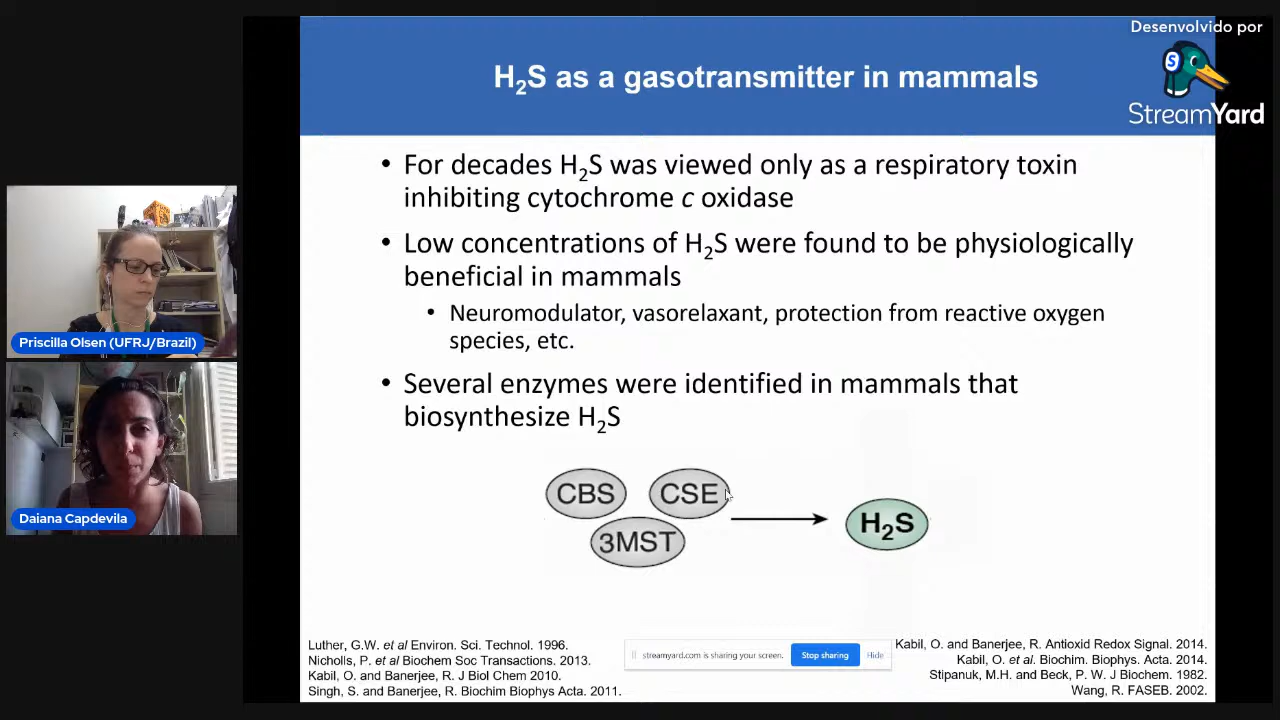 Desenvolvido por
StreamYard
H₂S as a gasotransmitter in mammals
• For decades H₂S was viewed only as a respiratory toxin
inhibiting cytochrome c oxidase
• Low concentrations of H₂S were found to be physiologically
beneficial in mammals
• Neuromodulator, vasorelaxant, protection from reactive oxygen
species, etc.
• Several enzymes were identified in mammals that
biosynthesize H₂S
CBS
CSE
3MST
H₂S
Priscilla Olsen (UFRJ/Brazil)
Daiana Capdevila
Luther, G.W. et al Environ. Sci. Technol. 1996.
Nicholls, P. et al Biochem Soc Transactions. 2013.
Kabil, O. and Banerjee, R. J Biol Chem 2010.
Singh, S. and Banerjee, R. Biochim Biophys Acta. 2011.
streamyard.com is sharing your screen.
Stop sharing
Hide
Kabil, O. and Banerjee, R. Antioxid Redox Signal. 2014.
Kabil, O. et al. Biochim. Biophys. Acta. 2014.
Stipanuk, M.H. and Beck, P. W. J Biochem. 1982.
Wang, R. FASEB. 2002.